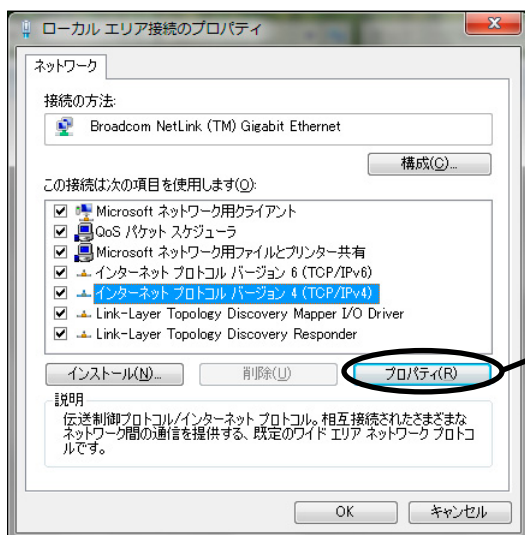 ローカル エリア接続のプロパティ
ネットワーク
接続の方法:
Broadcom NetLink (TM) Gigabit Ethernet
構成(C)...
この接続は次の項目を使用します(O):
Microsoft ネットワーク用クライアント
QoS パケット スケジューラ
Microsoft ネットワーク用ファイルとプリンター共有
インターネット プロトコル バージョン 6 (TCP/IPv6)
インターネット プロトコル バージョン 4 (TCP/IPv4)
Link-Layer Topology Discovery Mapper I/O Driver
Link-Layer Topology Discovery Responder
インストール(N)... 削除(U) プロパティ(R)
説明
伝送制御プロトコル/インターネット プロトコル。相互接続されたさまざまな
ネットワーク間の通信を提供する、既定のワイド エリア ネットワーク プロトコ
ルです。
OK キャンセル